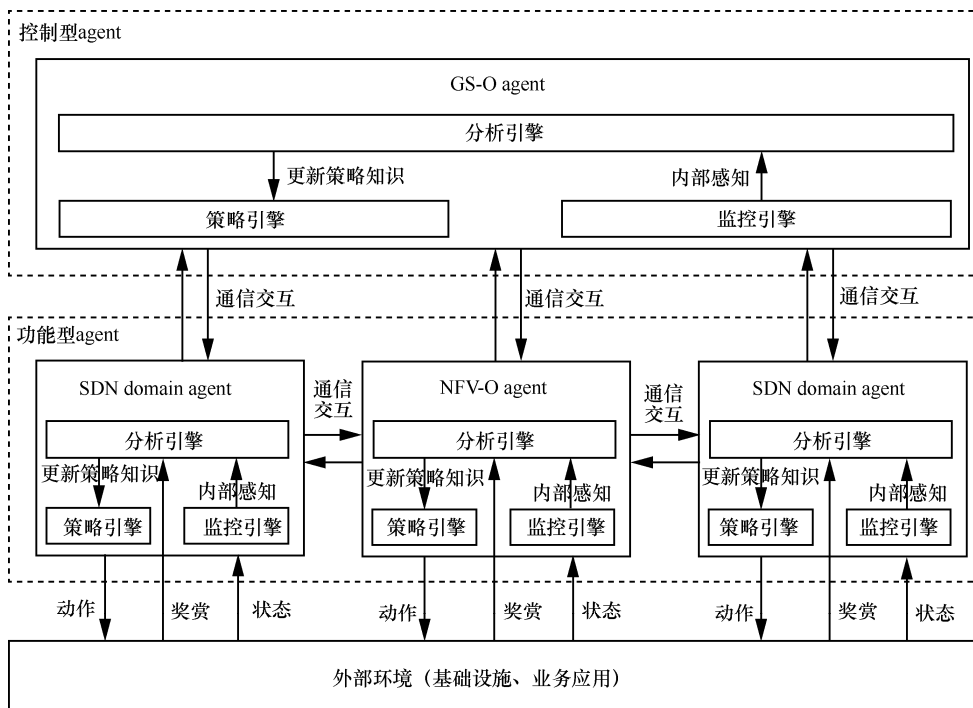 控制型agent
GS-O agent
分析引擎
更新策略知识
内部感知
策略引擎
监控引擎
通信交互
通信交互
通信交互
功能型agent
SDN domain agent
通信
交互
NFV-O agent
通信
交互
SDN domain agent
分析引擎
分析引擎
分析引擎
更新策略知识
内部感知
更新策略知识
内部感知
更新策略知识
内部感知
策略引擎
监控引擎
策略引擎
监控引擎
策略引擎
监控引擎
动作
奖赏
状态
动作
奖赏
状态
动作
奖赏
状态
外部环境（基础设施、业务应用）